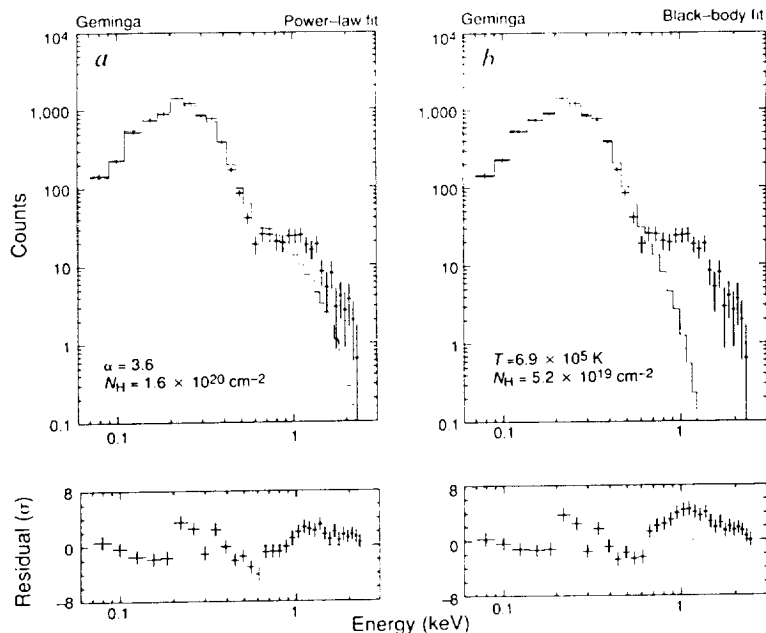 Geminga Power-law fit
a
10⁴
1,000
100
10
1
0.1
Counts
α = 3.6
N_H = 1.6 × 10²⁰ cm⁻²
0.1 1
Geminga Black-body fit
b
10⁴
1,000
100
10
1
0.1
T=6.9 × 10⁵ K
N_H = 5.2 × 10¹⁹ cm⁻²
0.1 1
Residual (σ)
8
0
-8
0.1 1
8
0
-8
0.1 1
Energy (keV)